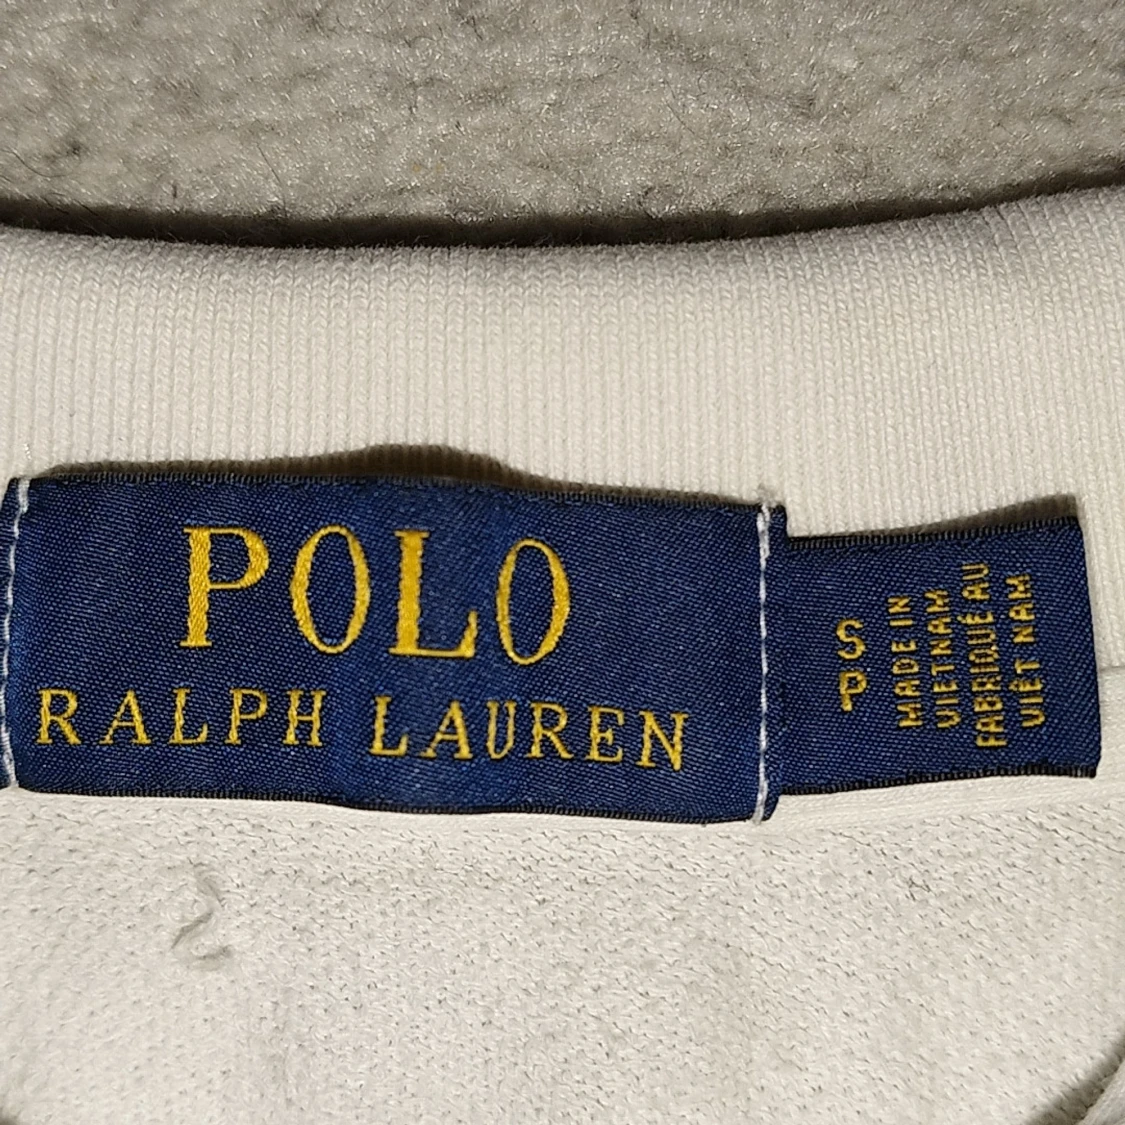 POLO
RALPH LAUREN
S
P
MADE IN
VIETNAM
FABRIQUÉ AU
VIÊT NAM